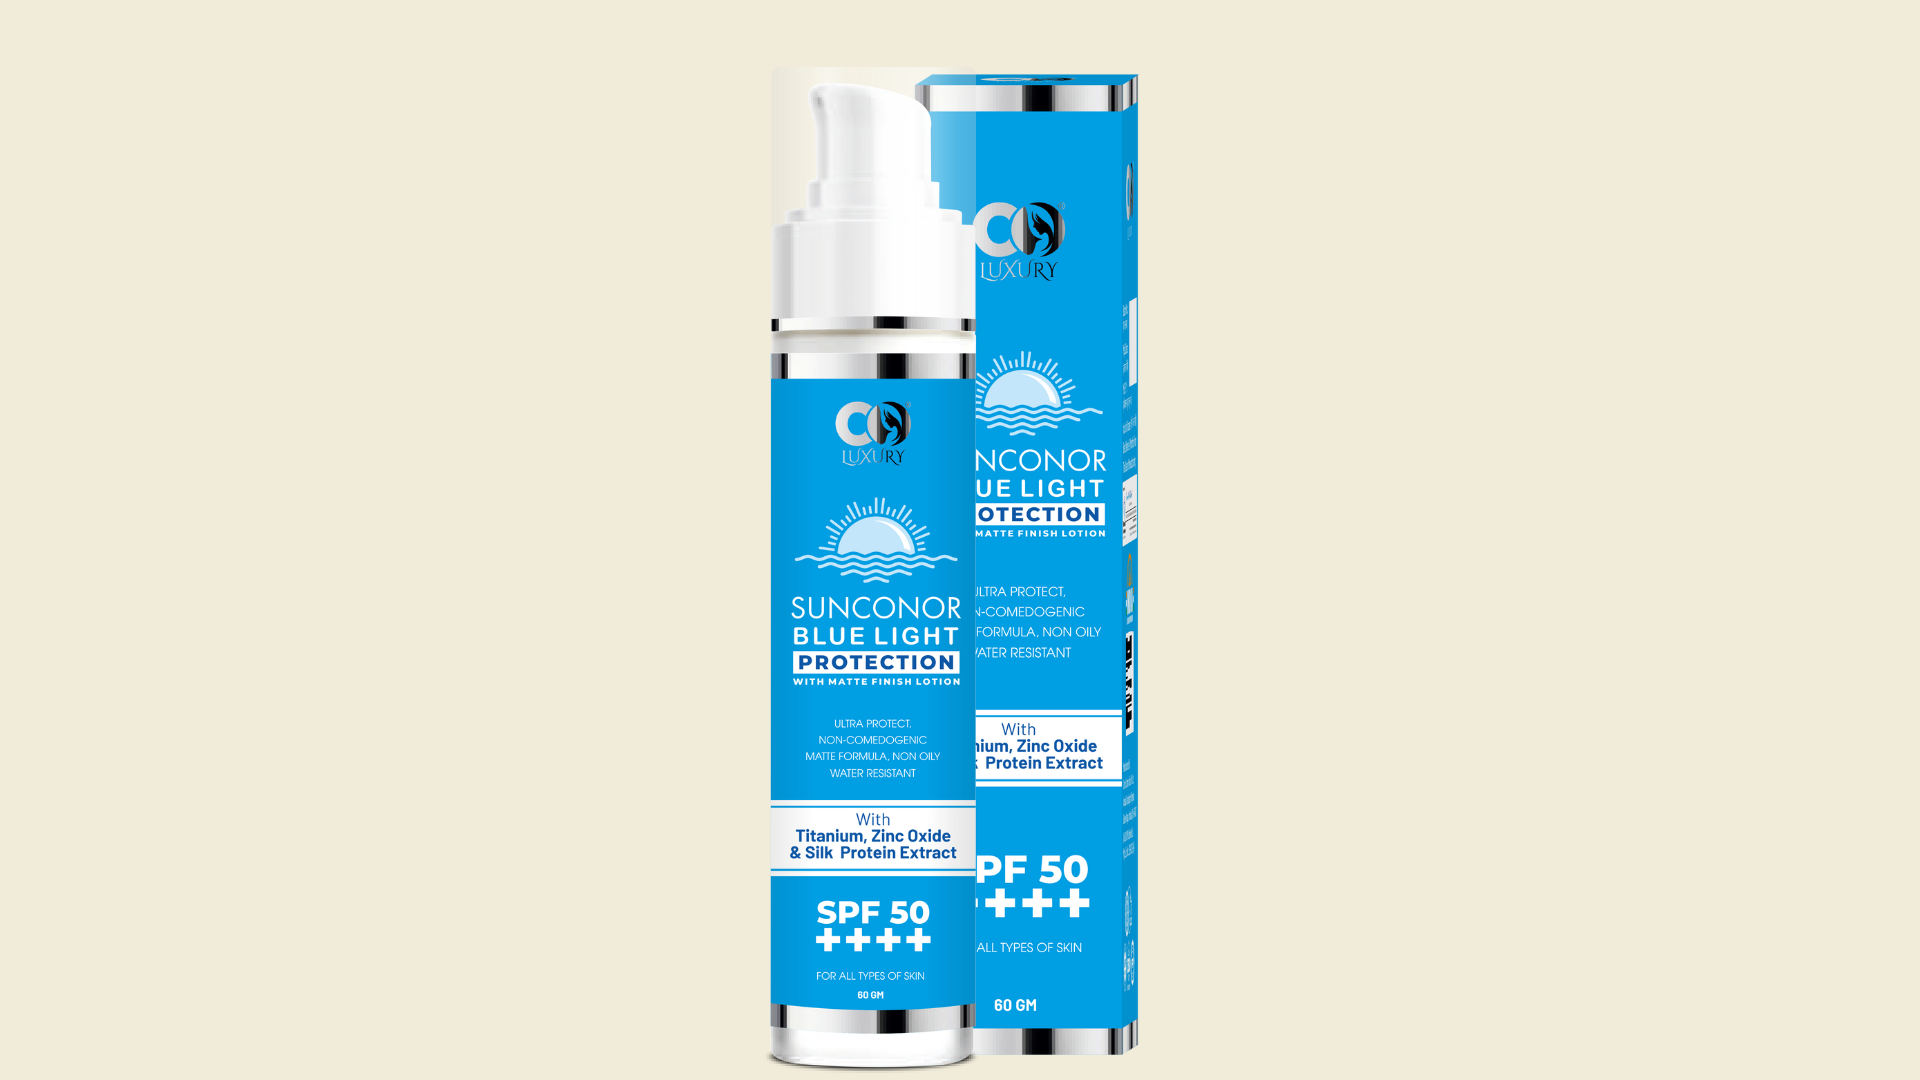 CO
LUXURY
SUNCONOR
BLUE LIGHT
PROTECTION
WITH MATTE FINISH LOTION
ULTRA PROTECT,
NON-COMEDOGENIC
MATTE FORMULA, NON OILY
WATER RESISTANT
With
Titanium, Zinc Oxide
& Silk Protein Extract
SPF 50
++++
FOR ALL TYPES OF SKIN
60 GM
CO
LUXURY
NCONOR
UE LIGHT
OTECTION
MATTE FINISH LOTION
LTRA PROTECT,
N-COMEDOGENIC
FORMULA, NON OILY
ATER RESISTANT
With
nium, Zinc Oxide
k Protein Extract
PF 50
++++
ALL TYPES OF SKIN
60 GM